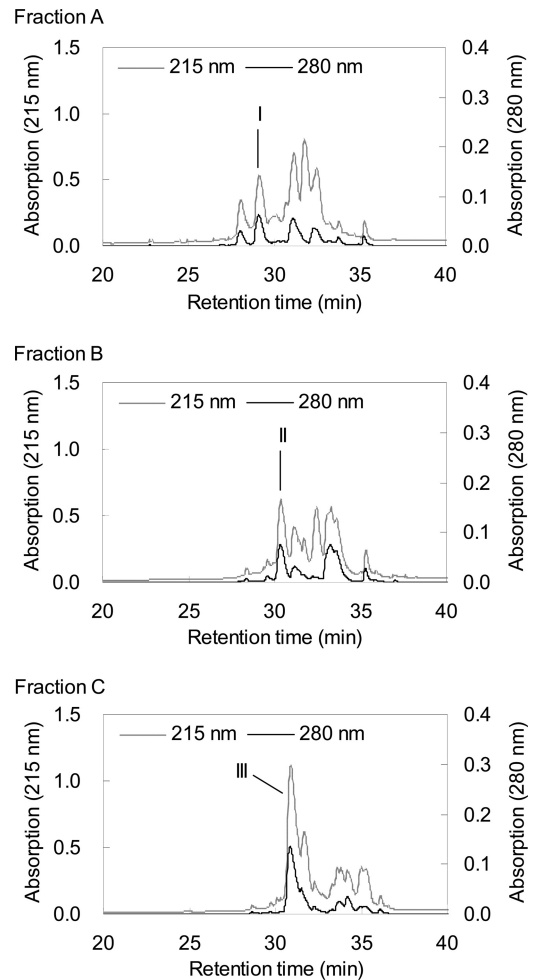 Fraction A
1.5 0.4
215 nm 280 nm
0.3
I
1.0
0.2
0.5
0.1
0.0 0.0
Absorption (215 nm)
Absorption (280 nm)
20 25 30 35 40
Retention time (min)
Fraction B
1.5 0.4
215 nm 280 nm
0.3
II
1.0
0.2
0.5
0.1
0.0 0.0
Absorption (215 nm)
Absorption (280 nm)
20 25 30 35 40
Retention time (min)
Fraction C
1.5 0.4
215 nm 280 nm
0.3
III
1.0
0.2
0.5
0.1
0.0 0.0
Absorption (215 nm)
Absorption (280 nm)
20 25 30 35 40
Retention time (min)